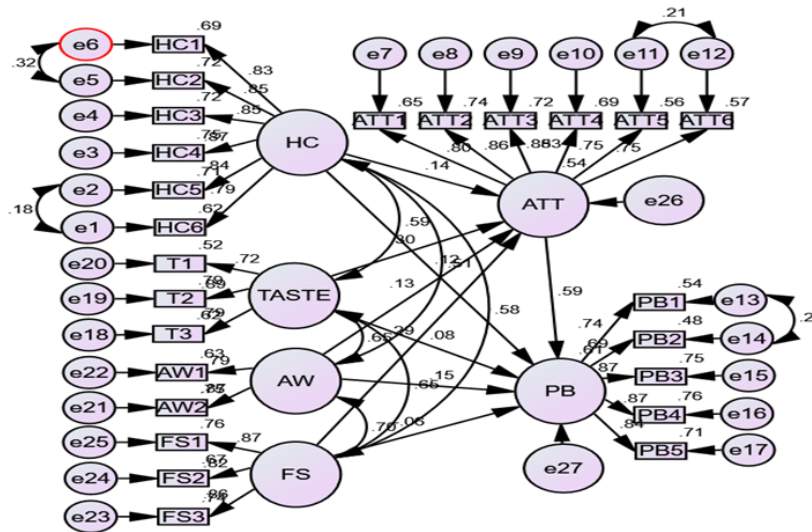 .69
e6 HC1
.32
.72
.83
e5 HC2
.72
.85
e4 HC3
.85
e3 HC4
.84
e2 HC5
.79
.18
.62
e1 HC6
.52
e20 T1
.72
e19 T2
e18 T3
.63
.79
e22 AW1
e21 AW2
.76
e25 FS1
.87
e24 FS2
e23 FS3
HC
TASTE
AW
FS
.21
e7 e8 e9 e10 e11 e12
.65 .74 .72 .69 .56 .57
ATT1 ATT2 ATT3 ATT4 ATT5 ATT6
.80 .86 .75 .75
.54
.14
ATT
e26
.59
.12
.13
.58
.59
.29
.08
.15
.65
.70
.54
PB1 e13
.74
.48
PB2 e14
.75
.87
PB3 e15
PB
.76
.87
PB4 e16
.71
PB5 e17
e27